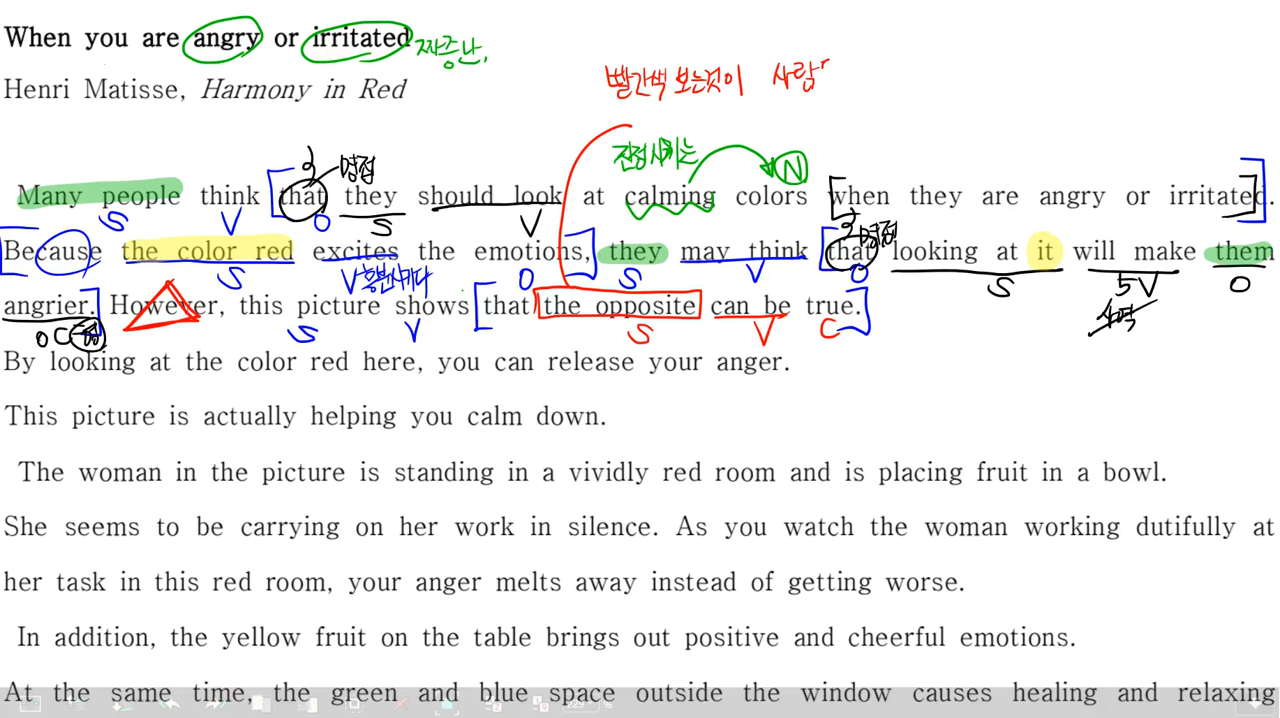 When you are angry or irritated 짜증난,
빨간색 보는것이 사람
Henri Matisse, Harmony in Red
진정시키는 N
명접
Many people think that they should look at calming colors when they are angry or irritated.
S V O S V
명접
Because the color red excites the emotions, they may think that looking at it will make them
S V 흥분시키다 O S V O S 5V O
사역
angrier. However, this picture shows that the opposite can be true.
OC S V S V C
By looking at the color red here, you can release your anger.
This picture is actually helping you calm down.
The woman in the picture is standing in a vividly red room and is placing fruit in a bowl.
She seems to be carrying on her work in silence. As you watch the woman working dutifully at
her task in this red room, your anger melts away instead of getting worse.
In addition, the yellow fruit on the table brings out positive and cheerful emotions.
At the same time, the green and blue space outside the window causes healing and relaxing